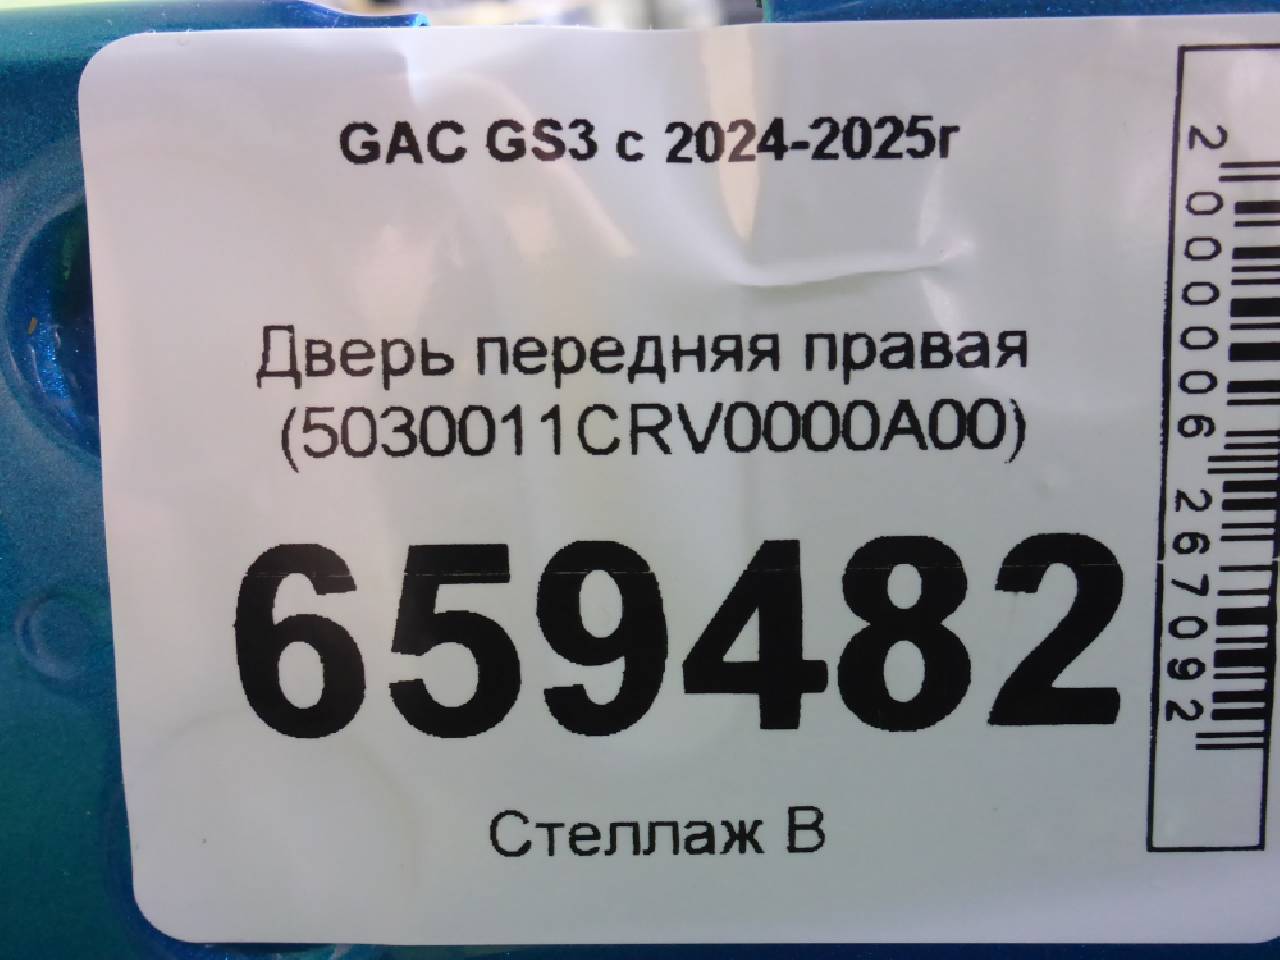 GAC GS3 с 2024-2025г
Дверь передняя правая
(5030011CRV0000A00)
659482
Стеллаж В
2000006267092